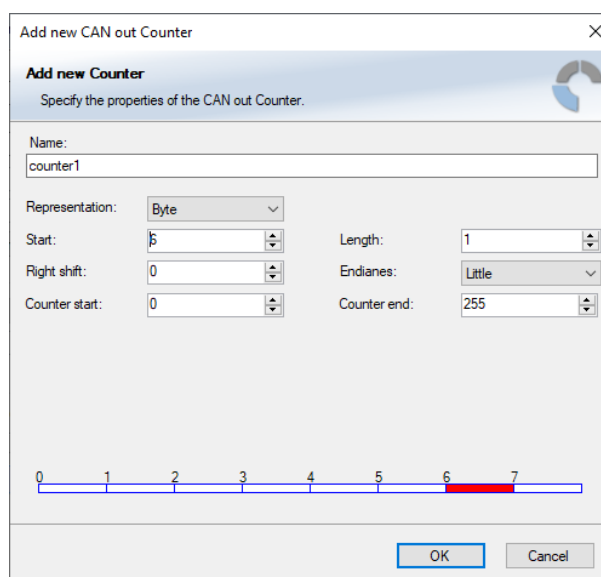 Add new CAN out Counter
Add new Counter
Specify the properties of the CAN out Counter.
Name:
counter1
Representation: Byte
Start: 6 Length: 1
Right shift: 0 Endianes: Little
Counter start: 0 Counter end: 255
0 1 2 3 4 5 6 7
OK Cancel